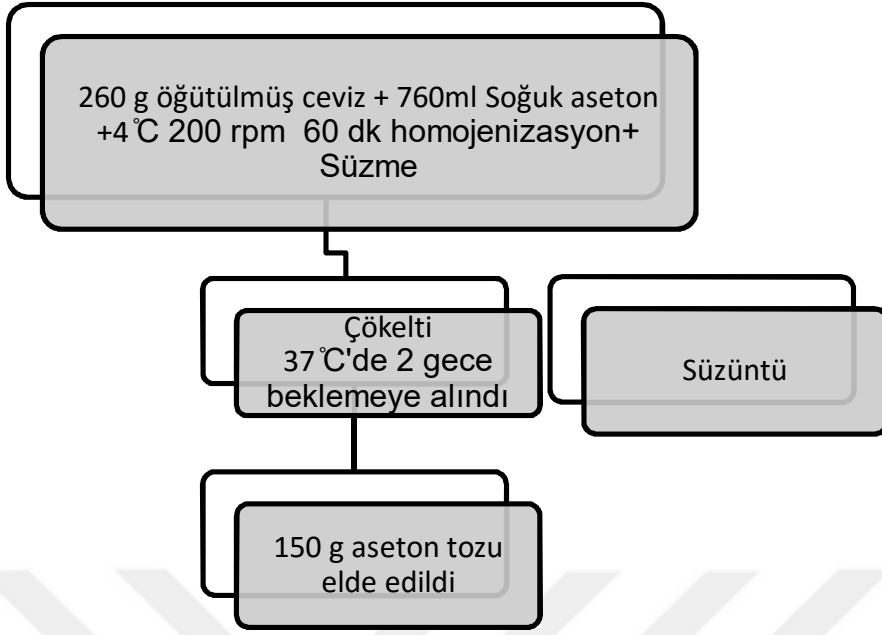 260 g öğütülmüş ceviz + 760ml Soğuk aseton
+4℃ 200 rpm 60 dk homojenizasyon+
Süzme
Çökelti
37℃'de 2 gece
beklemeye alındı
Süzüntü
150 g aseton tozu
elde edildi